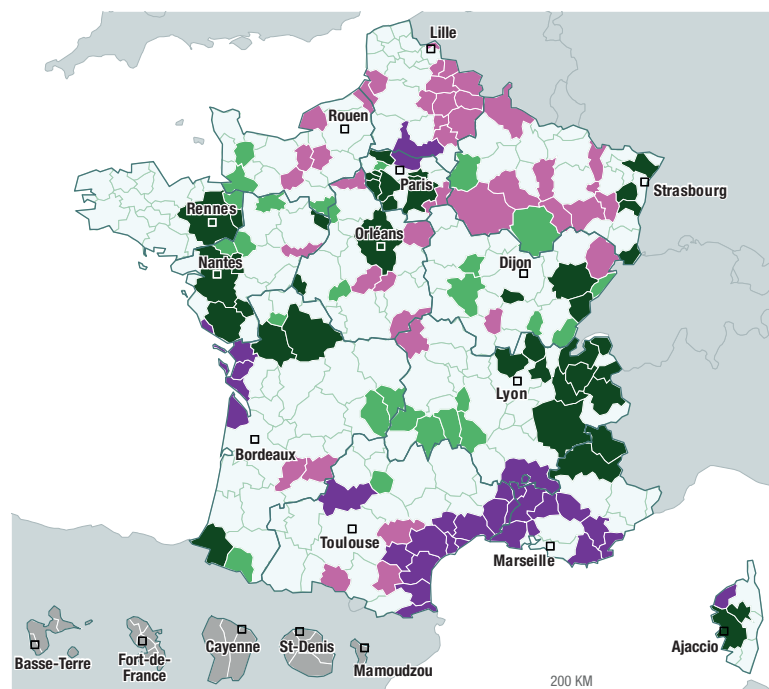 Lille
Rouen
Paris
Strasbourg
Rennes
Orléans
Nantes
Dijon
Lyon
Bordeaux
Toulouse
Marseille
Basse-Terre
Fort-de-
France
Cayenne
St-Denis
Mamoudzou
Ajaccio
200 KM